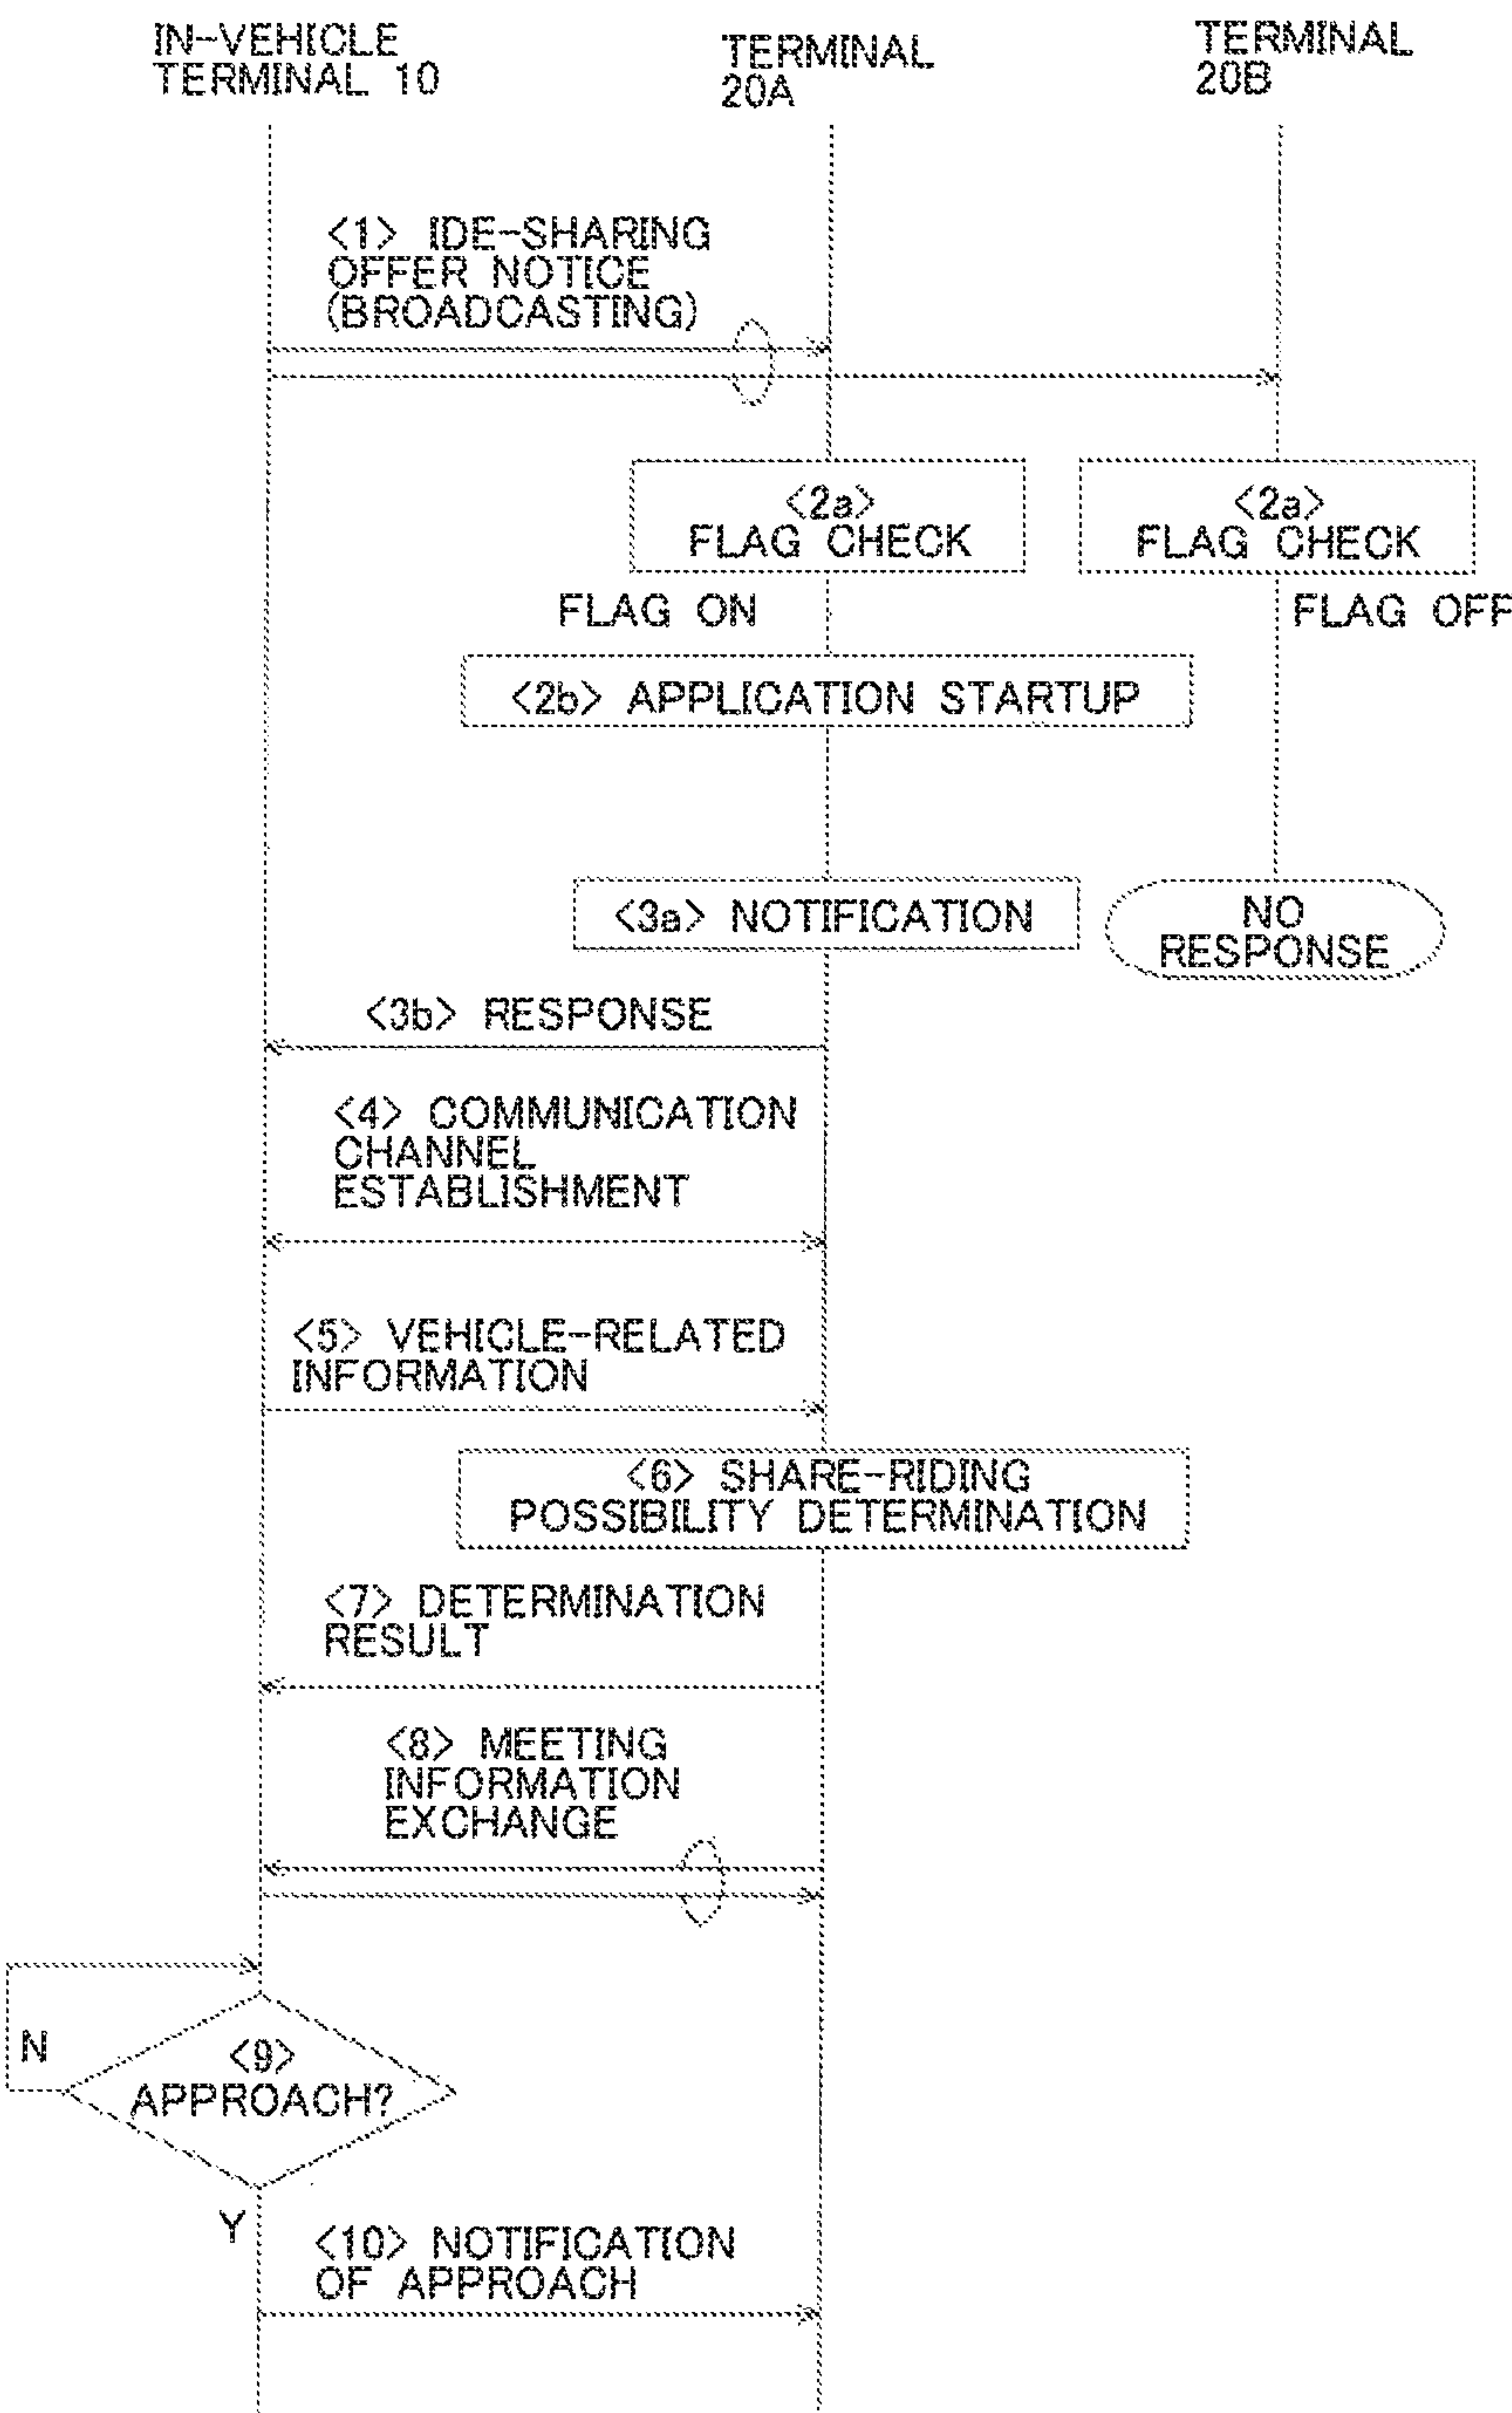 IN-VEHICLE
TERMINAL 10
TERMINAL
20A
TERMINAL
20B
<1> IDE-SHARING
OFFER NOTICE
(BROADCASTING)
<2a>
FLAG CHECK
<2a>
FLAG CHECK
FLAG ON
FLAG OFF
<2b> APPLICATION STARTUP
<3a> NOTIFICATION
NO
RESPONSE
<3b> RESPONSE
<4> COMMUNICATION
CHANNEL
ESTABLISHMENT
<5> VEHICLE-RELATED
INFORMATION
<6> SHARE-RIDING
POSSIBILITY DETERMINATION
<7> DETERMINATION
RESULT
<8> MEETING
INFORMATION
EXCHANGE
N
<9>
APPROACH?
Y
<10> NOTIFICATION
OF APPROACH